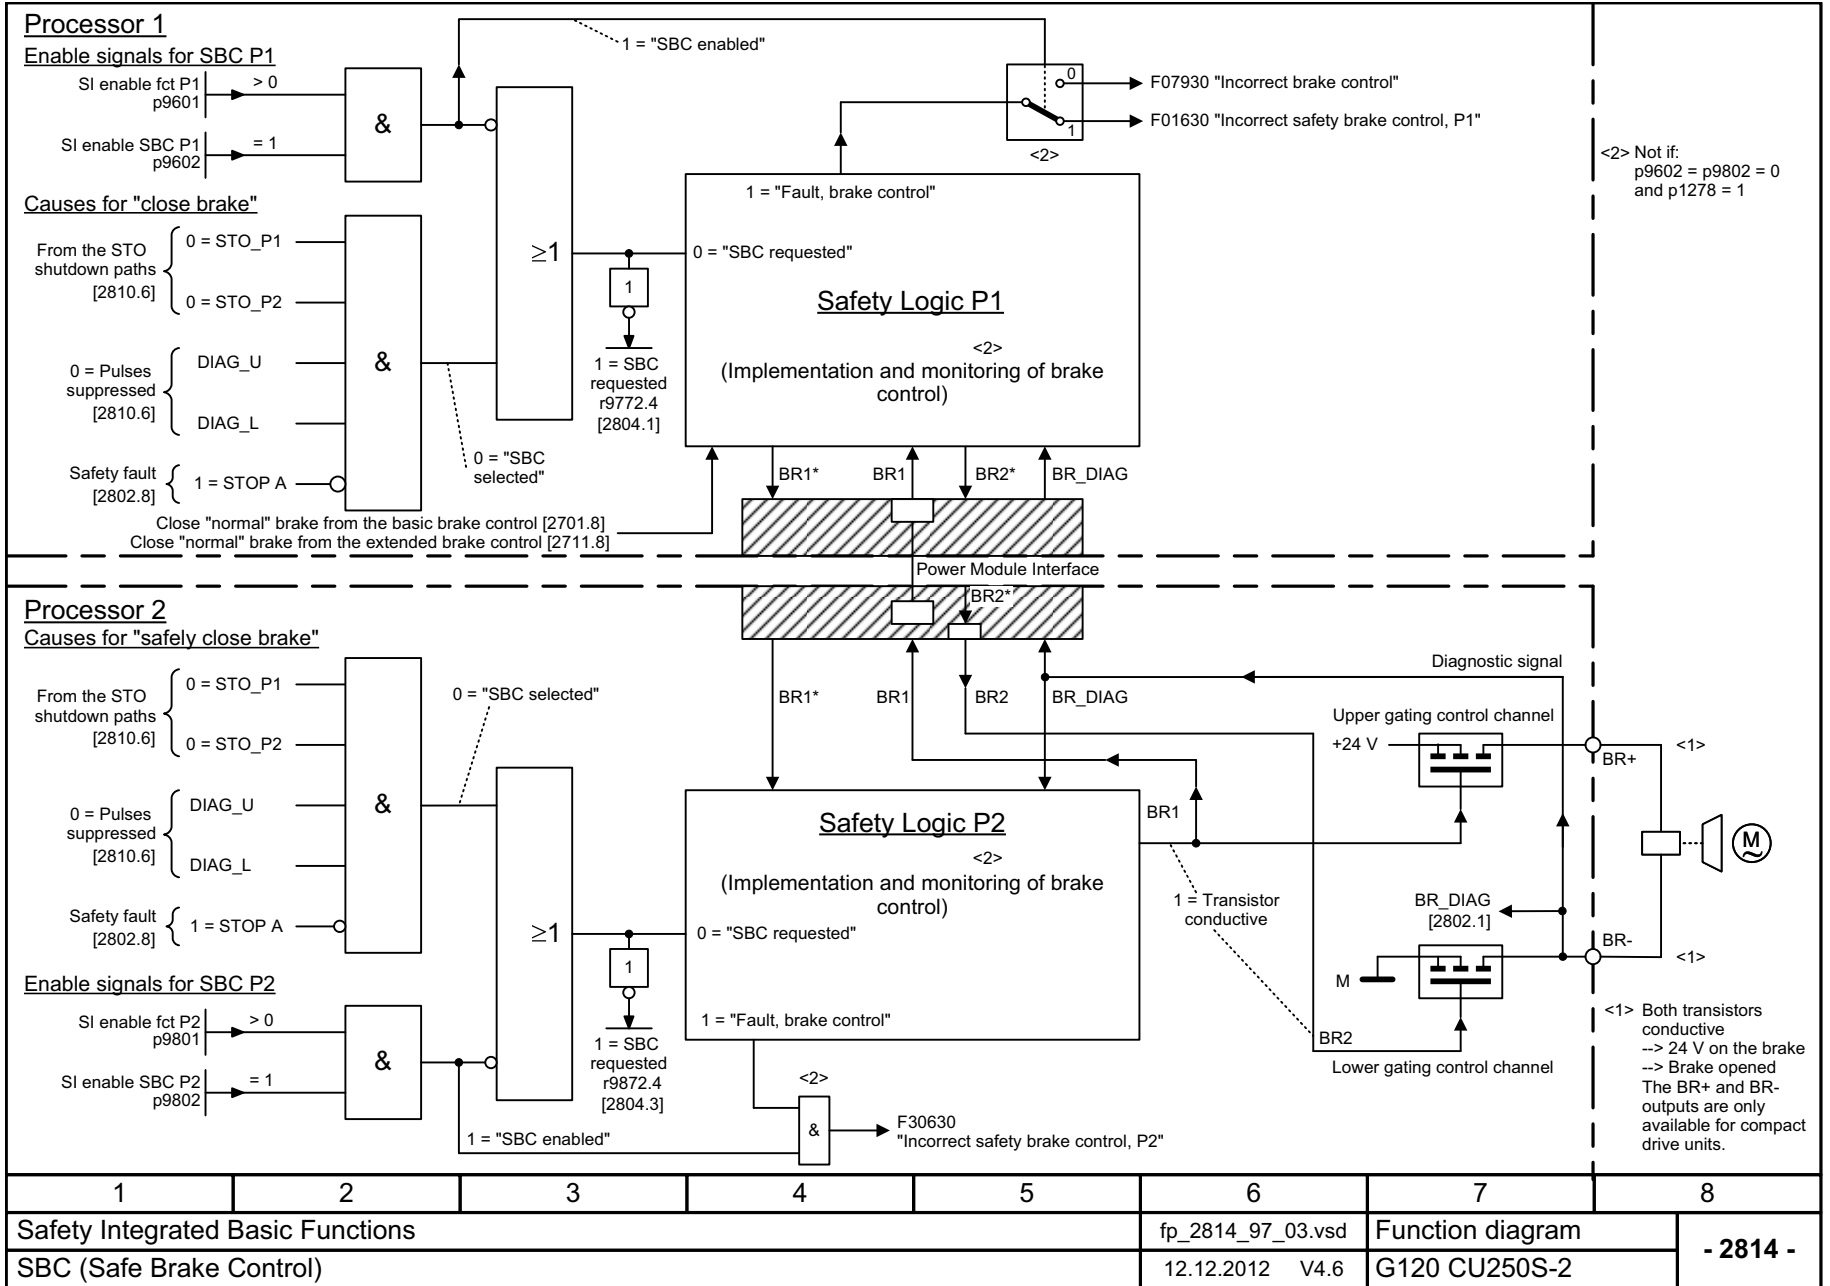 Processor 1
Enable signals for SBC P1
SI enable fct P1
p9601
> 0
SI enable SBC P1
p9602
= 1
&
1 = "SBC enabled"
0
1
<2>
F07930 "Incorrect brake control"
F01630 "Incorrect safety brake control, P1"
<2> Not if:
p9602 = p9802 = 0
and p1278 = 1
Causes for "close brake"
From the STO
shutdown paths
[2810.6]
0 = STO_P1
0 = STO_P2
0 = Pulses
suppressed
[2810.6]
DIAG_U
DIAG_L
Safety fault
[2802.8]
1 = STOP A
&
0 = "SBC
selected"
≥1
1
1 = SBC
requested
r9772.4
[2804.1]
1 = "Fault, brake control"
0 = "SBC requested"
Safety Logic P1
<2>
(Implementation and monitoring of brake
control)
Close "normal" brake from the basic brake control [2701.8]
Close "normal" brake from the extended brake control [2711.8]
BR1*
BR1
BR2*
BR_DIAG
Power Module Interface
BR2*
Processor 2
Causes for "safely close brake"
From the STO
shutdown paths
[2810.6]
0 = STO_P1
0 = STO_P2
0 = Pulses
suppressed
[2810.6]
DIAG_U
DIAG_L
Safety fault
[2802.8]
1 = STOP A
&
0 = "SBC selected"
≥1
1
1 = SBC
requested
r9872.4
[2804.3]
Enable signals for SBC P2
SI enable fct P2
p9801
> 0
SI enable SBC P2
p9802
= 1
&
1 = "SBC enabled"
BR1*
BR1
BR2
BR_DIAG
Safety Logic P2
<2>
(Implementation and monitoring of brake
control)
0 = "SBC requested"
1 = "Fault, brake control"
<2>
&
F30630
"Incorrect safety brake control, P2"
Diagnostic signal
Upper gating control channel
+24 V
BR+
<1>
BR1
1 = Transistor
conductive
M
~
BR_DIAG
[2802.1]
BR-
<1>
M
BR2
Lower gating control channel
<1> Both transistors
conductive
--> 24 V on the brake
--> Brake opened
The BR+ and BR-
outputs are only
available for compact
drive units.
1 2 3 4 5 6 7 8
Safety Integrated Basic Functions
fp_2814_97_03.vsd
Function diagram
- 2814 -
SBC (Safe Brake Control)
12.12.2012 V4.6
G120 CU250S-2